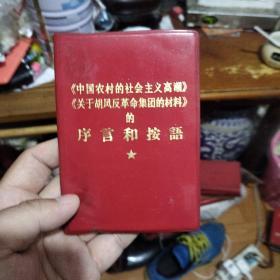 《中国农村的社会主义高潮》
《关于胡风反革命集团的材料》
的
序言和按語